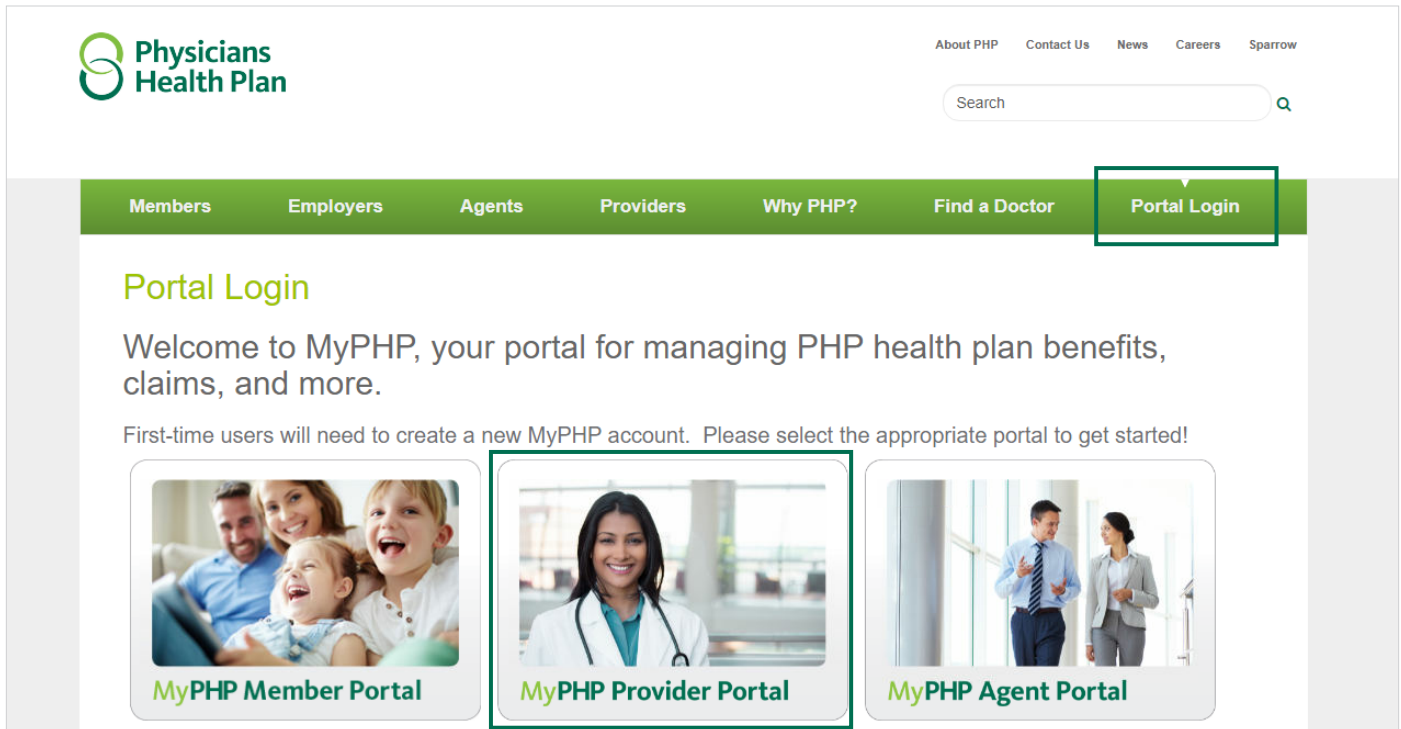 Physicians
Health Plan
About PHP Contact Us News Careers Sparrow
Search
Members Employers Agents Providers Why PHP? Find a Doctor Portal Login
Portal Login
Welcome to MyPHP, your portal for managing PHP health plan benefits,
claims, and more.
First-time users will need to create a new MyPHP account. Please select the appropriate portal to get started!
MyPHP Member Portal
MyPHP Provider Portal
MyPHP Agent Portal